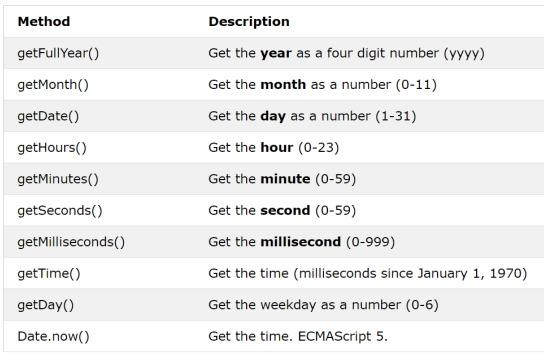 Method Description
getFullYear() Get the year as a four digit number (yyyy)
getMonth() Get the month as a number (0-11)
getDate() Get the day as a number (1-31)
getHours() Get the hour (0-23)
getMinutes() Get the minute (0-59)
getSeconds() Get the second (0-59)
getMilliseconds() Get the millisecond (0-999)
getTime() Get the time (milliseconds since January 1, 1970)
getDay() Get the weekday as a number (0-6)
Date.now() Get the time. ECMAScript 5.